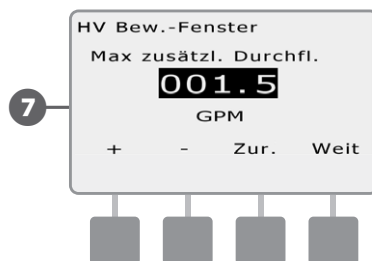 HV Bew.-Fenster
Max zusätzl. Durchfl.
7
001.5
GPM
+ - Zur. Weit